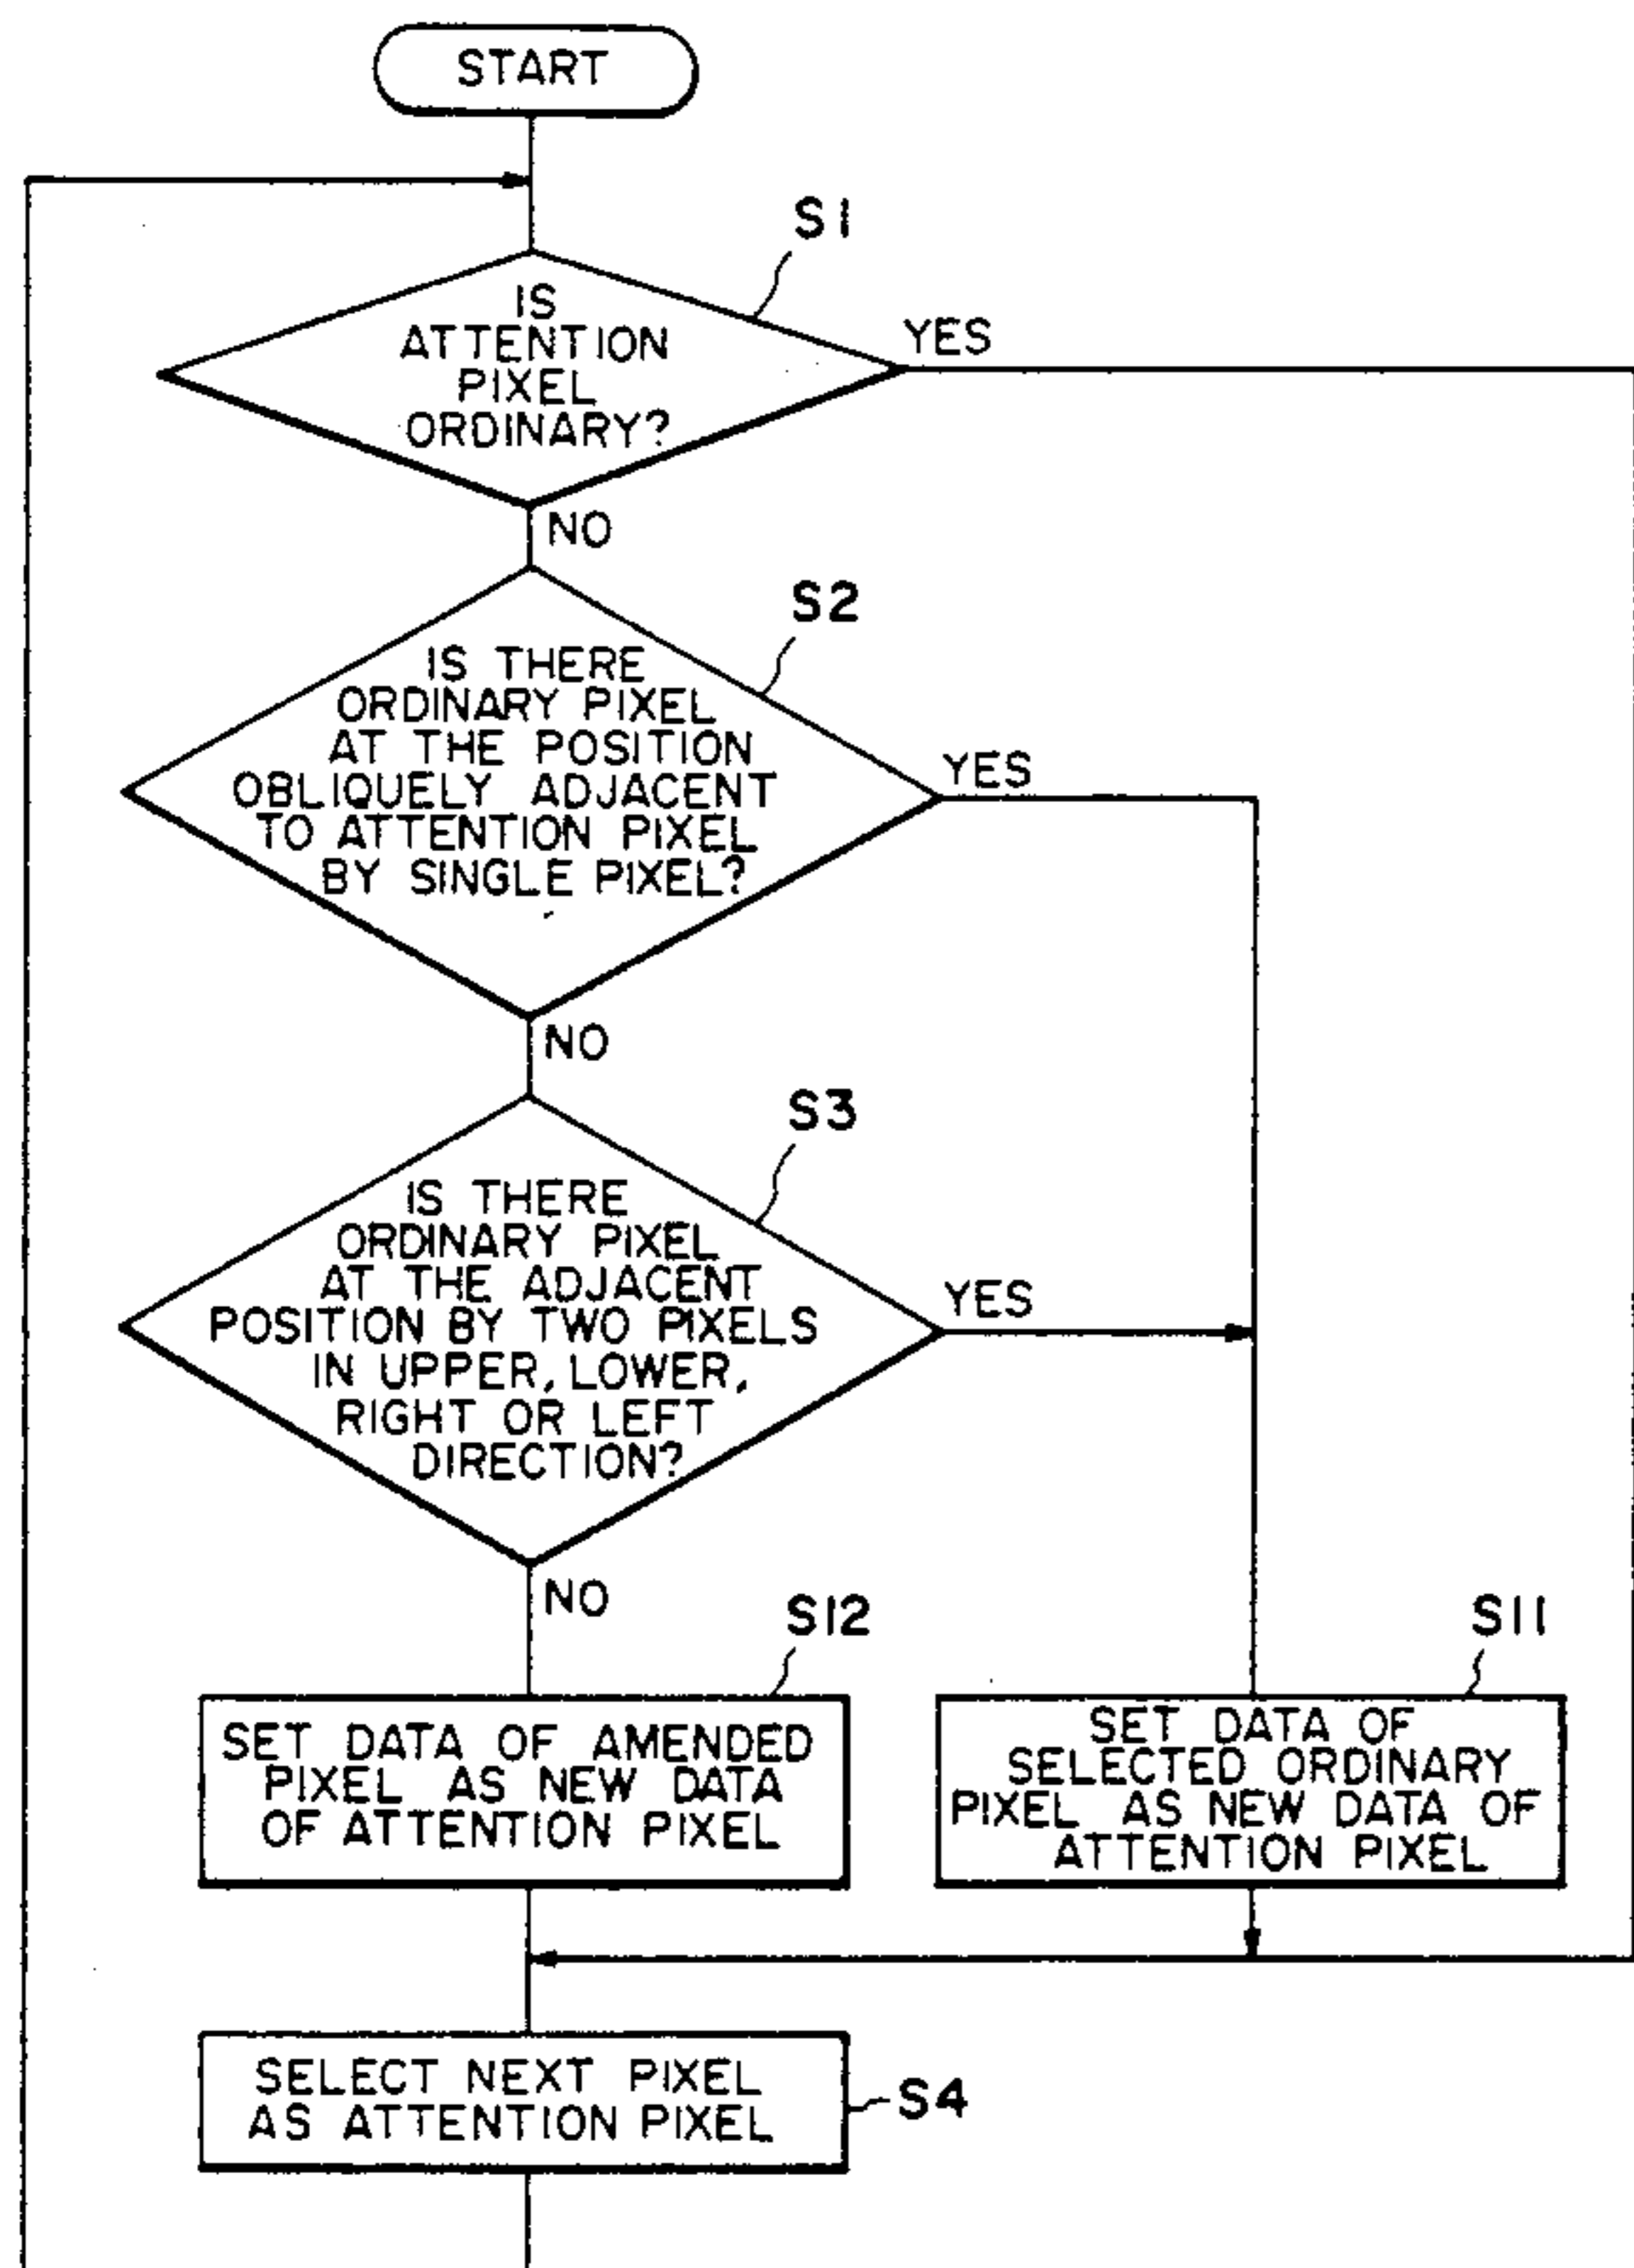 START
S1
IS
ATTENTION
PIXEL
ORDINARY?
YES
NO
S2
IS THERE
ORDINARY PIXEL
AT THE POSITION
OBLIQUELY ADJACENT
TO ATTENTION PIXEL
BY SINGLE PIXEL?
YES
NO
S3
IS THERE
ORDINARY PIXEL
AT THE ADJACENT
POSITION BY TWO PIXELS
IN UPPER, LOWER,
RIGHT OR LEFT
DIRECTION?
YES
NO
S12
SET DATA OF AMENDED
PIXEL AS NEW DATA
OF ATTENTION PIXEL
S11
SET DATA OF
SELECTED ORDINARY
PIXEL AS NEW DATA OF
ATTENTION PIXEL
SELECT NEXT PIXEL
AS ATTENTION PIXEL
S4